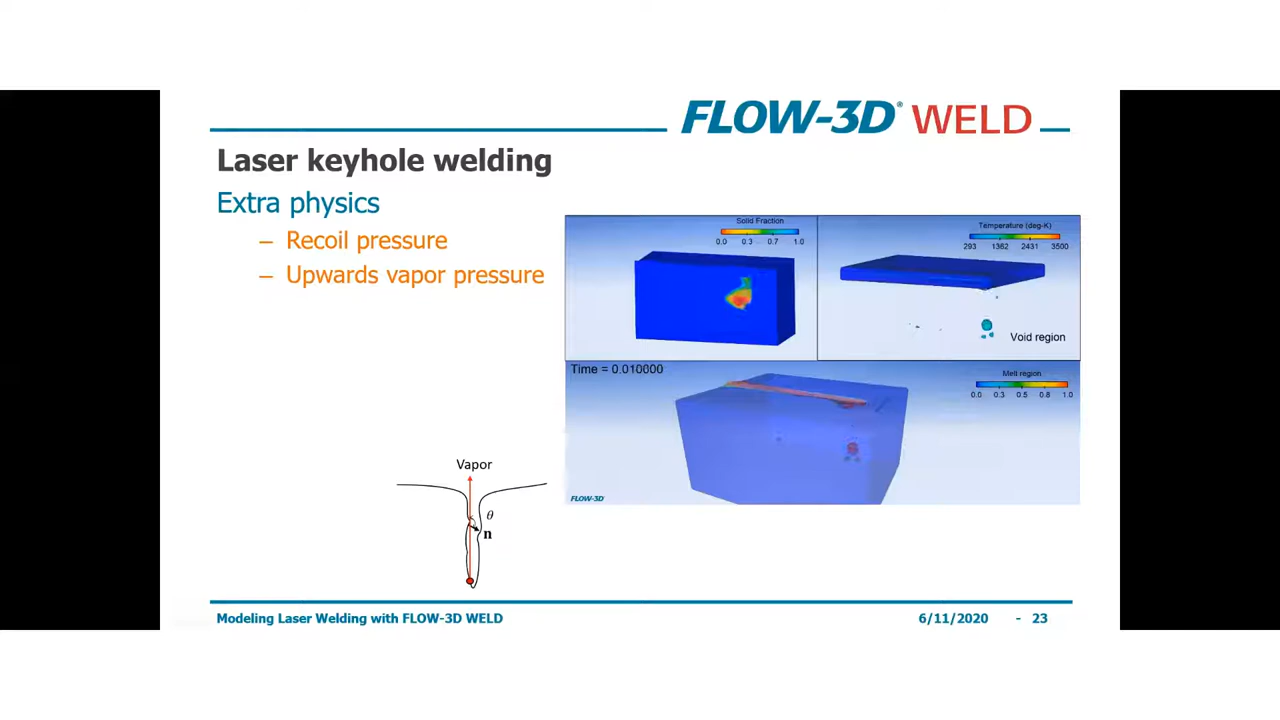 FLOW-3D® WELD
Laser keyhole welding
Extra physics
– Recoil pressure
– Upwards vapor pressure
Solid Fraction
0.0 0.3 0.7 1.0
Temperature (deg-K)
293 1362 2431 3500
Void region
Time = 0.010000
Melt region
0.0 0.3 0.5 0.8 1.0
FLOW-3D
Vapor
θ
n
Modeling Laser Welding with FLOW-3D WELD
6/11/2020 - 23